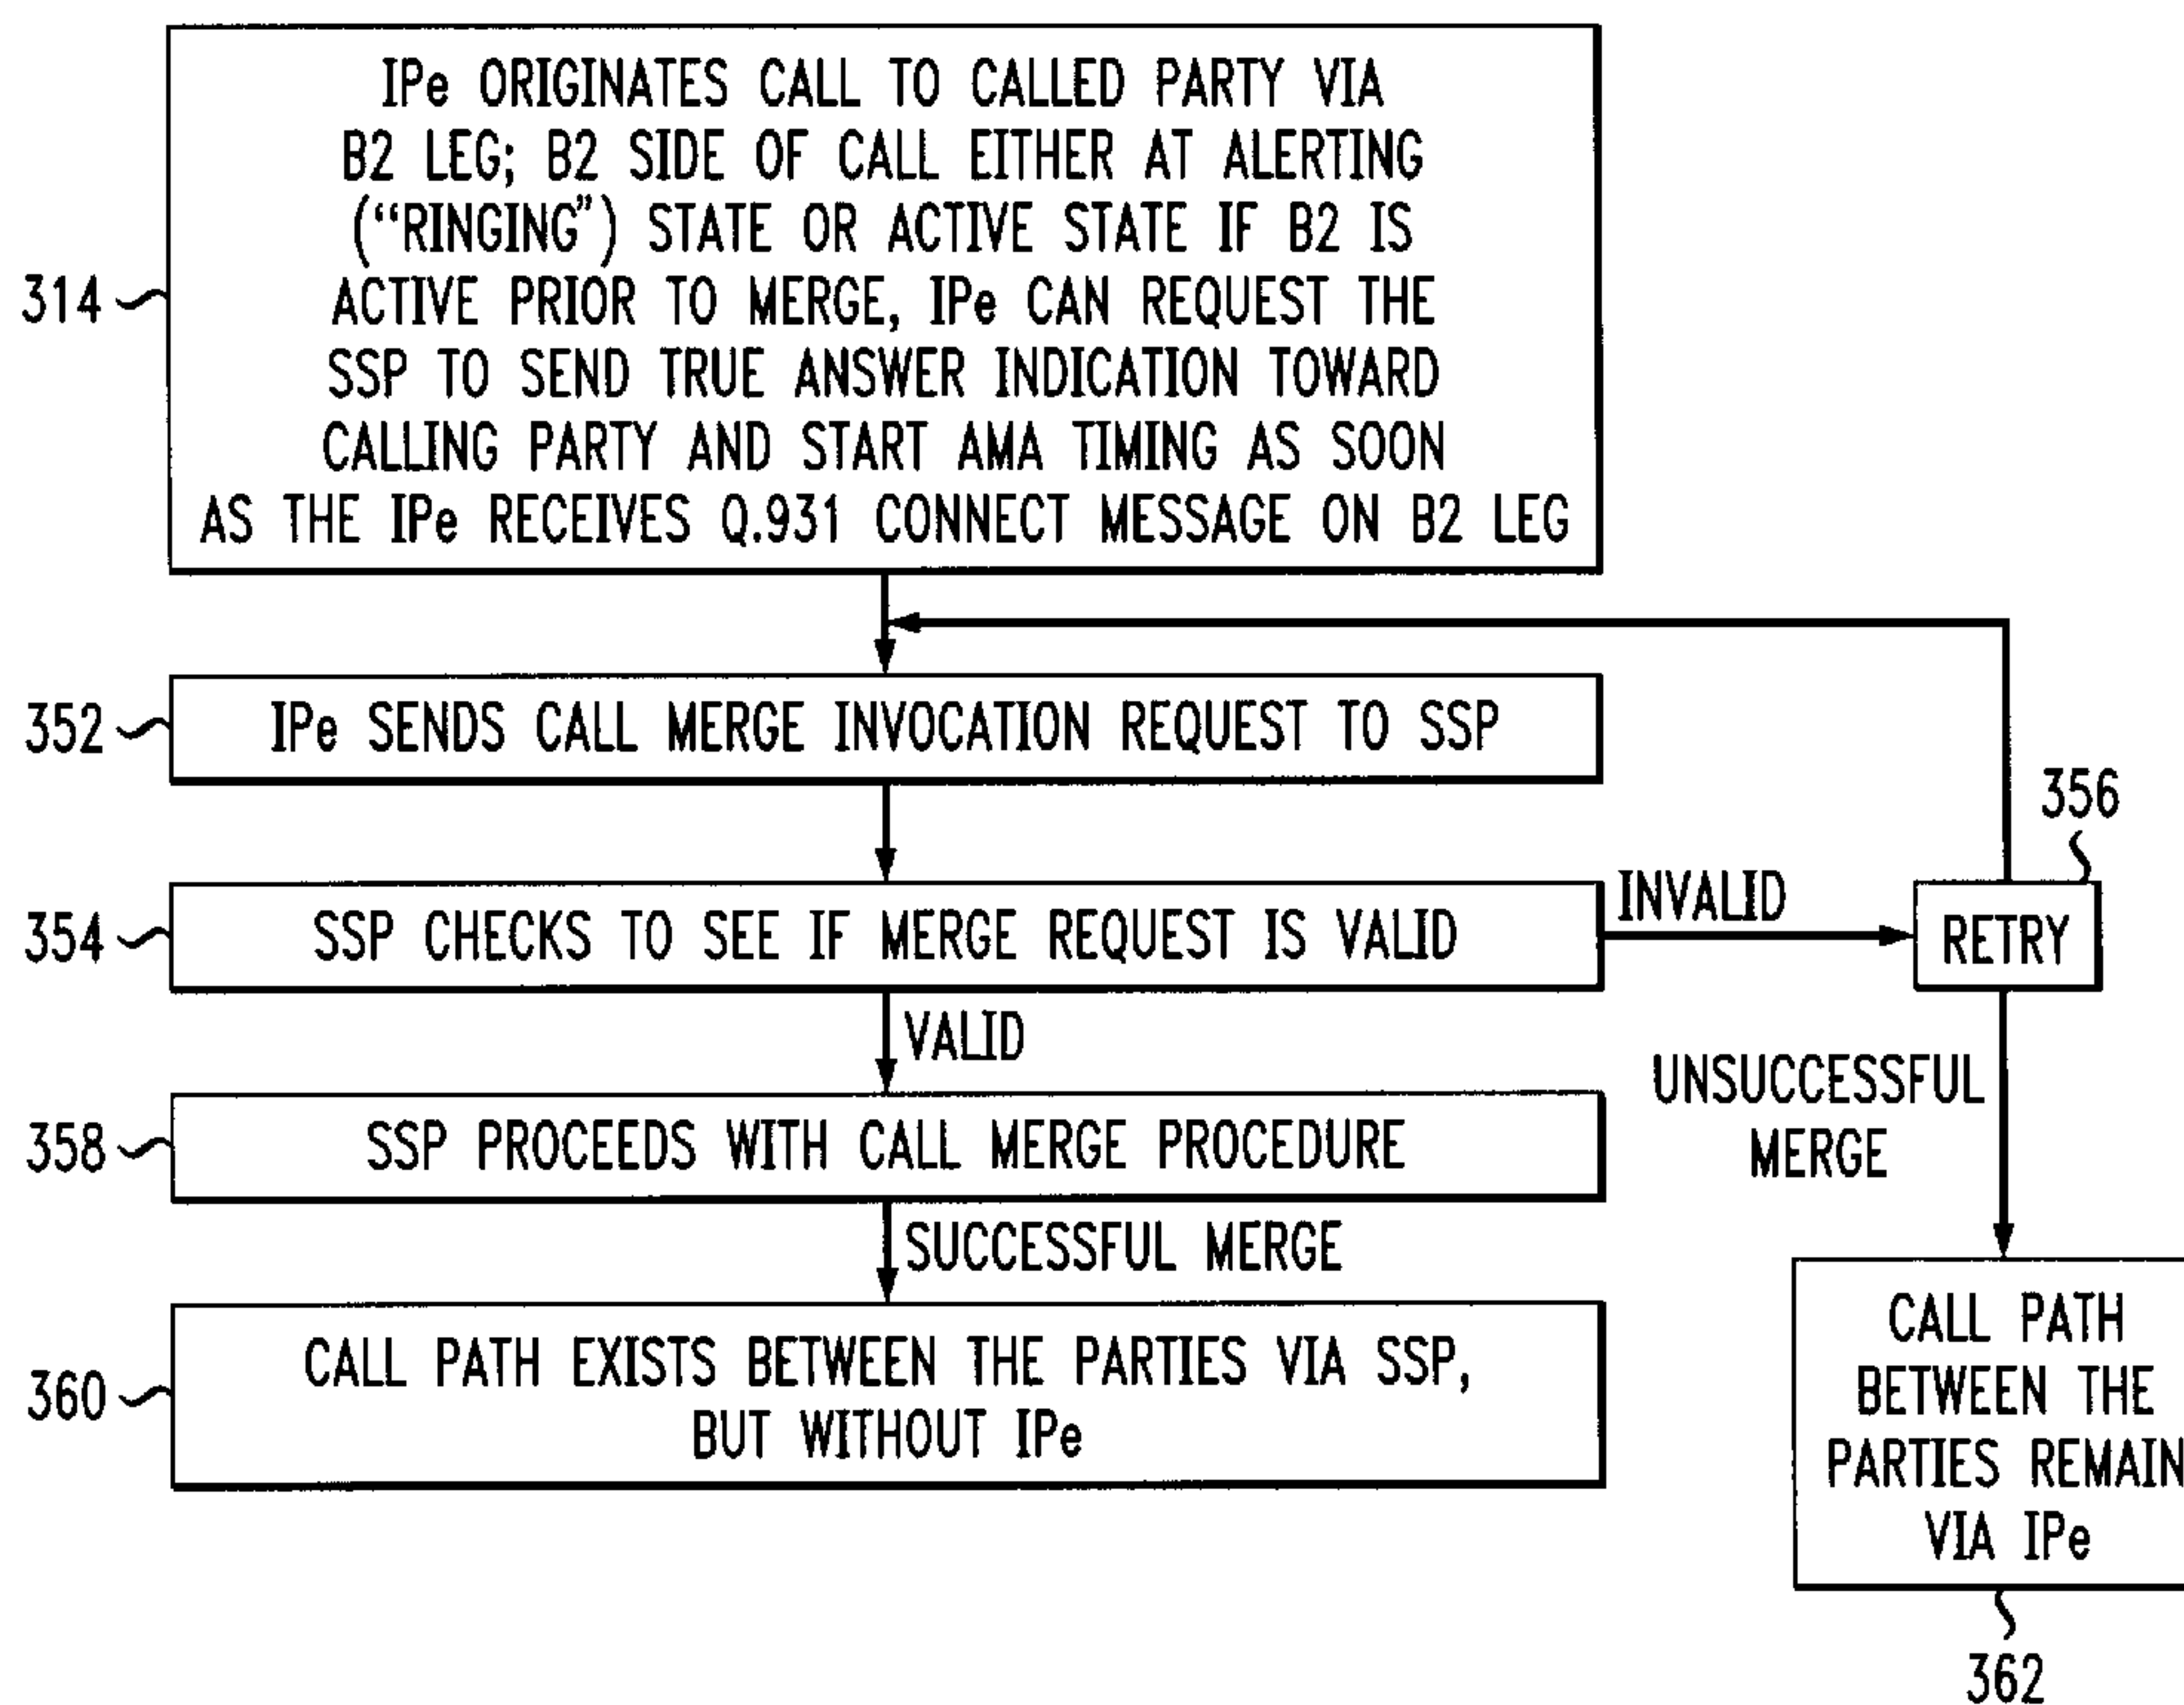 IPe ORIGINATES CALL TO CALLED PARTY VIA
B2 LEG; B2 SIDE OF CALL EITHER AT ALERTING
("RINGING") STATE OR ACTIVE STATE IF B2 IS
ACTIVE PRIOR TO MERGE, IPe CAN REQUEST THE
SSP TO SEND TRUE ANSWER INDICATION TOWARD
CALLING PARTY AND START AMA TIMING AS SOON
AS THE IPe RECEIVES Q.931 CONNECT MESSAGE ON B2 LEG
314
352
IPe SENDS CALL MERGE INVOCATION REQUEST TO SSP
354
SSP CHECKS TO SEE IF MERGE REQUEST IS VALID
INVALID
356
RETRY
VALID
UNSUCCESSFUL
MERGE
358
SSP PROCEEDS WITH CALL MERGE PROCEDURE
SUCCESSFUL MERGE
360
CALL PATH EXISTS BETWEEN THE PARTIES VIA SSP,
BUT WITHOUT IPe
CALL PATH
BETWEEN THE
PARTIES REMAIN
VIA IPe
362